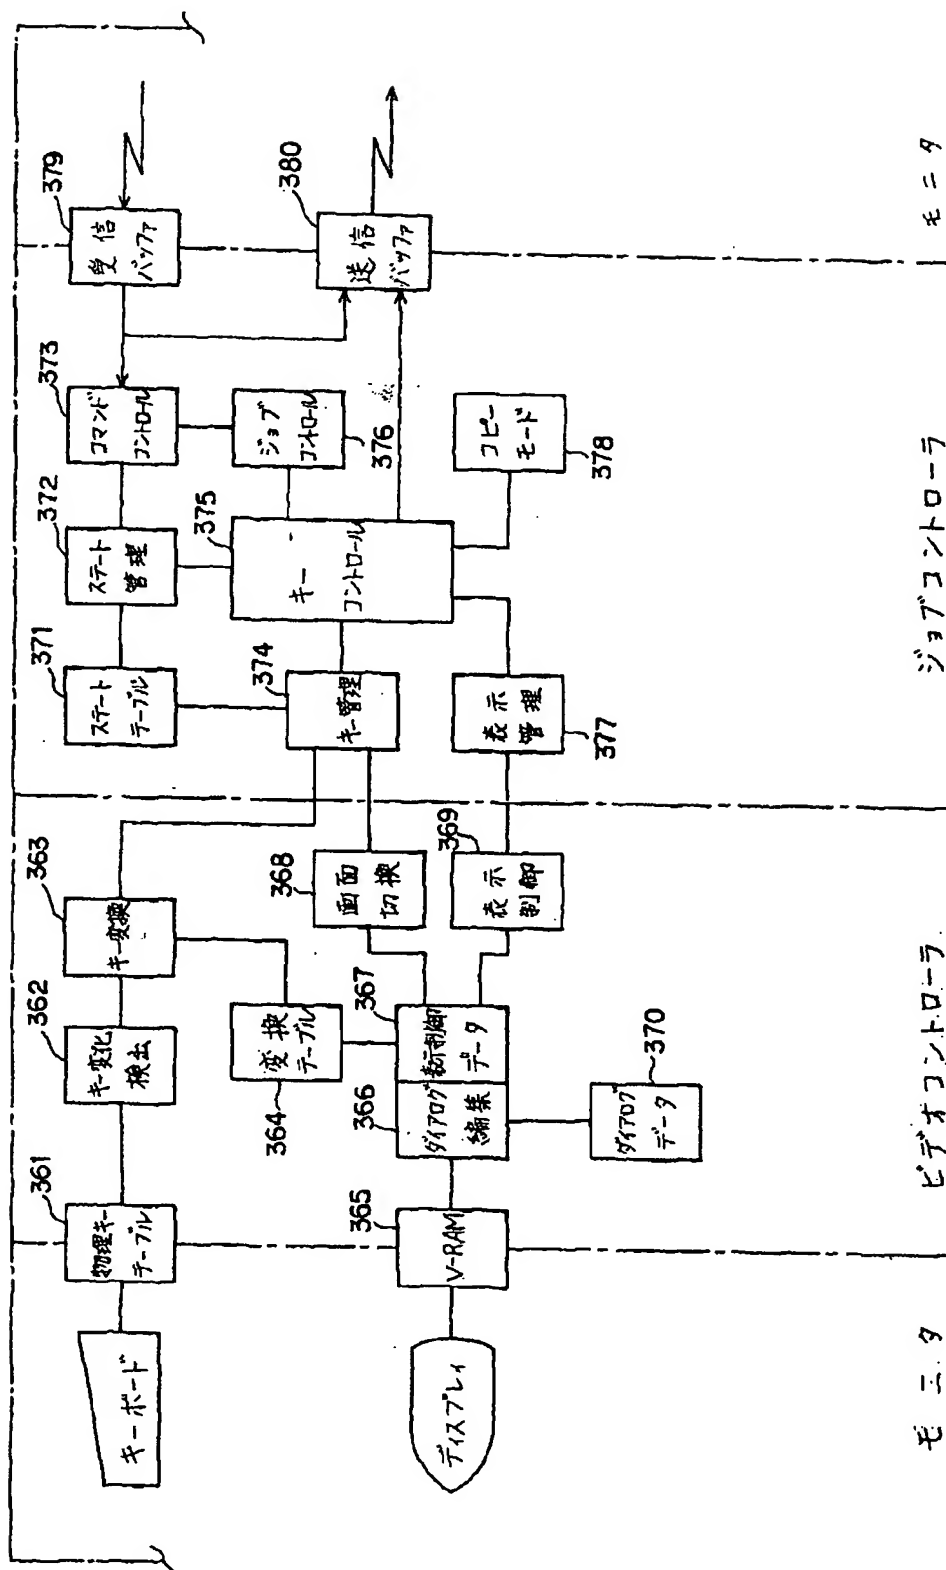 キーボード
361
物理キー
テーブル
362
キー変化
検出
363
キー変換
364
変換
テーブル
ディスプレイ
365
V-RAM
366
ダイアログ
編集
367
表示制御
データ
368
画面
切換
369
表示
制御
370
ダイアログ
データ
371
ステート
テーブル
372
ステート
管理
373
コマンド
コントロール
374
キー管理
375
キー
コントロール
376
ジョブ
コントロール
377
表示
管理
378
コピー
モード
379
受信
バッファ
380
送信
バッファ
モニタ
ビデオコントローラ
ジョブコントローラ
モニタ